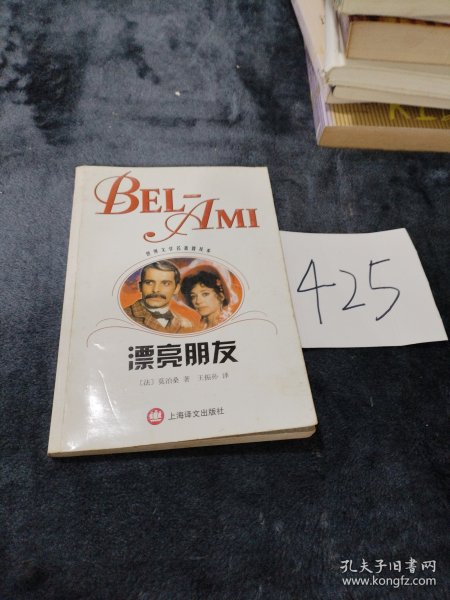 BEL-
AMI
世界文学名著普及本
漂亮朋友
〔法〕莫泊桑 著 王振孙 译
上海译文出版社
425
孔夫子旧书网
www.kongfz.com